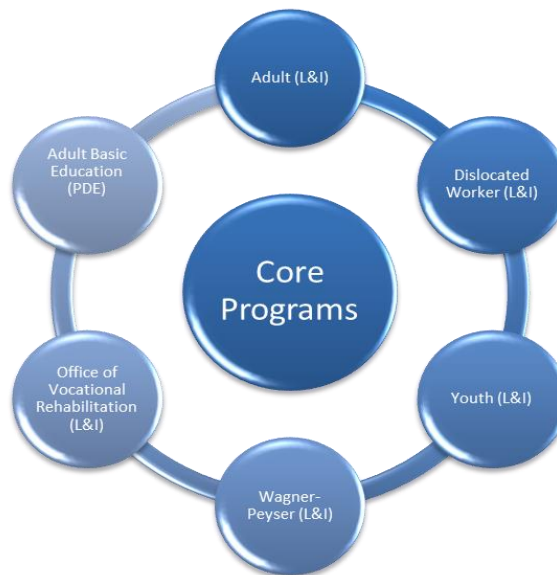 Adult (L&I)
Adult Basic
Education
(PDE)
Dislocated
Worker (L&I)
Core
Programs
Office of
Vocational
Rehabilitation
(L&I)
Youth (L&I)
Wagner-
Peyser (L&I)